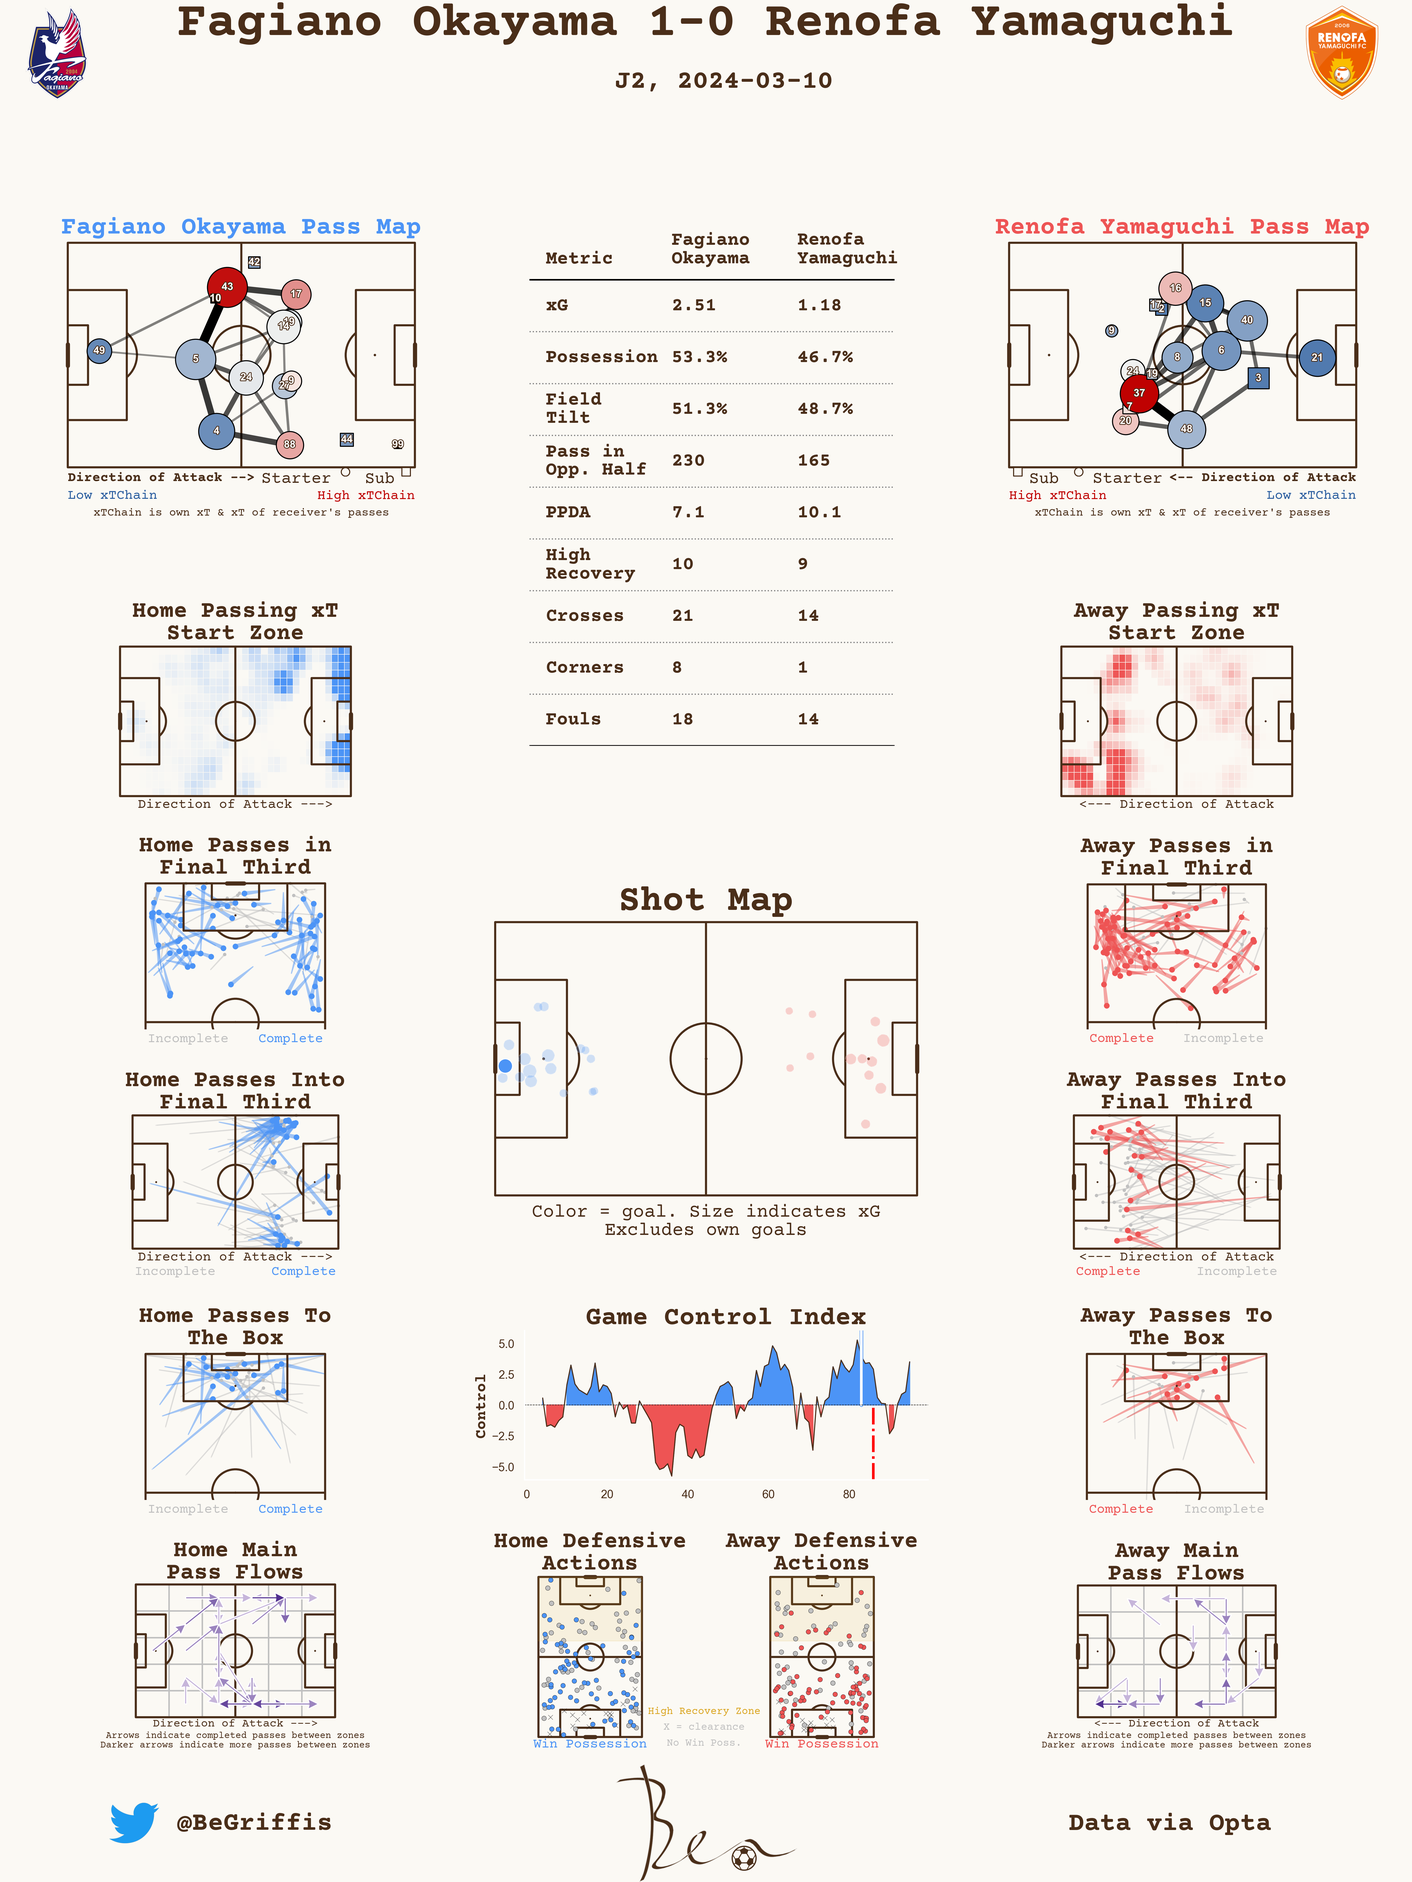 Fagiano Okayama 1-0 Renofa Yamaguchi
J2, 2024-03-10
Fagiano
OKAYAMA
2006
RENOFA
YAMAGUCHI FC
Fagiano Okayama Pass Map
42
43
10
17
19
14
49
5
24
27
9
4
88
44
99
Direction of Attack --> Starter Sub
Low xTChain High xTChain
xTChain is own xT & xT of receiver's passes
Metric Fagiano Okayama Renofa Yamaguchi
xG 2.51 1.18
Possession 53.3% 46.7%
Field Tilt 51.3% 48.7%
Pass in Opp. Half 230 165
PPDA 7.1 10.1
High Recovery 10 9
Crosses 21 14
Corners 8 1
Fouls 18 14
Renofa Yamaguchi Pass Map
16
17
2
15
40
9
8
6
21
24
19
3
37
7
20
48
Sub Starter <-- Direction of Attack
High xTChain Low xTChain
xTChain is own xT & xT of receiver's passes
Home Passing xT
Start Zone
Direction of Attack --->
Away Passing xT
Start Zone
<--- Direction of Attack
Home Passes in
Final Third
Incomplete Complete
Away Passes in
Final Third
Complete Incomplete
Shot Map
Color = goal. Size indicates xG
Excludes own goals
Home Passes Into
Final Third
Direction of Attack --->
Incomplete Complete
Away Passes Into
Final Third
<--- Direction of Attack
Complete Incomplete
Home Passes To
The Box
Incomplete Complete
Game Control Index
Control
5.0
2.5
0.0
−2.5
−5.0
0 20 40 60 80
Away Passes To
The Box
Complete Incomplete
Home Main
Pass Flows
Direction of Attack --->
Arrows indicate completed passes between zones
Darker arrows indicate more passes between zones
Home Defensive
Actions
Win Possession
High Recovery Zone
X = clearance
No Win Poss.
Away Defensive
Actions
Win Possession
Away Main
Pass Flows
<--- Direction of Attack
Arrows indicate completed passes between zones
Darker arrows indicate more passes between zones
@BeGriffis
Ben
Data via Opta